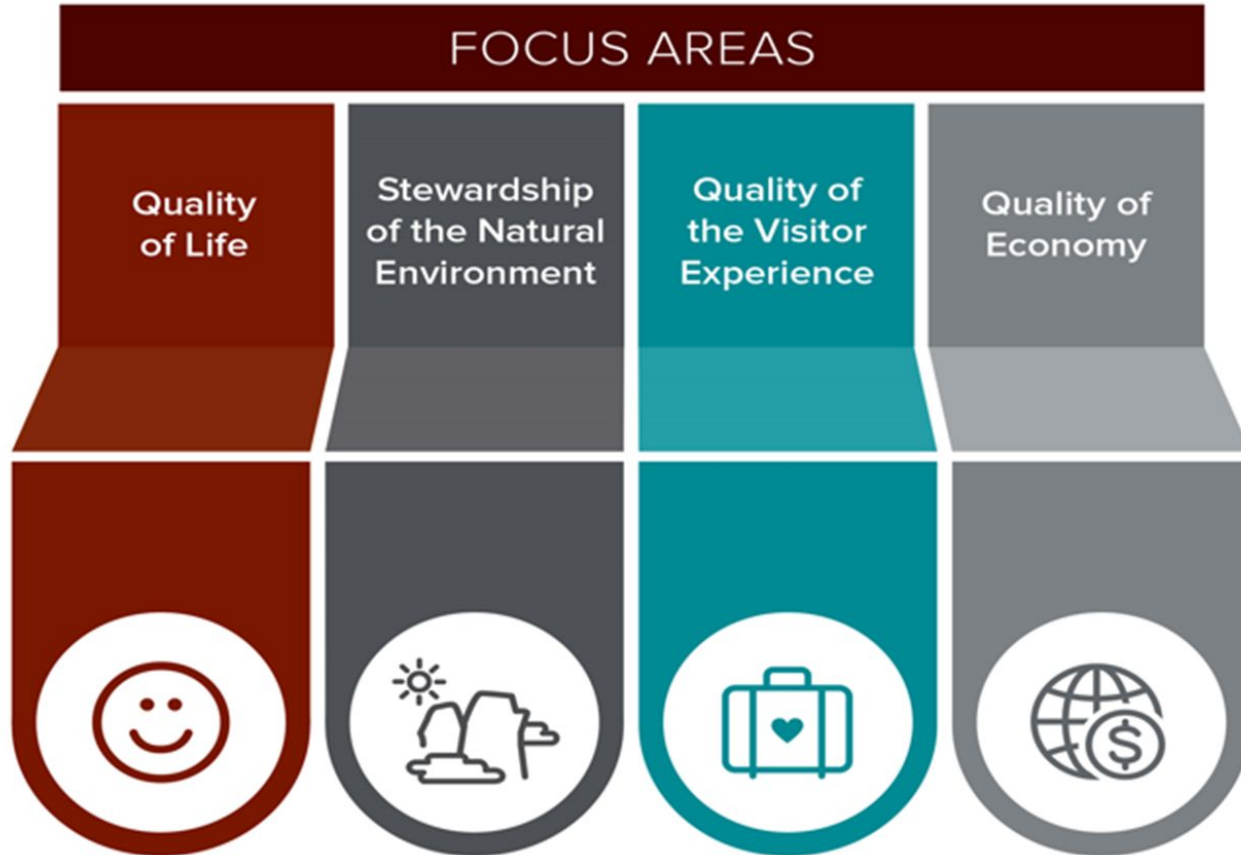 FOCUS AREAS
Quality
of Life
Stewardship
of the Natural
Environment
Quality of
the Visitor
Experience
Quality of
Economy
$